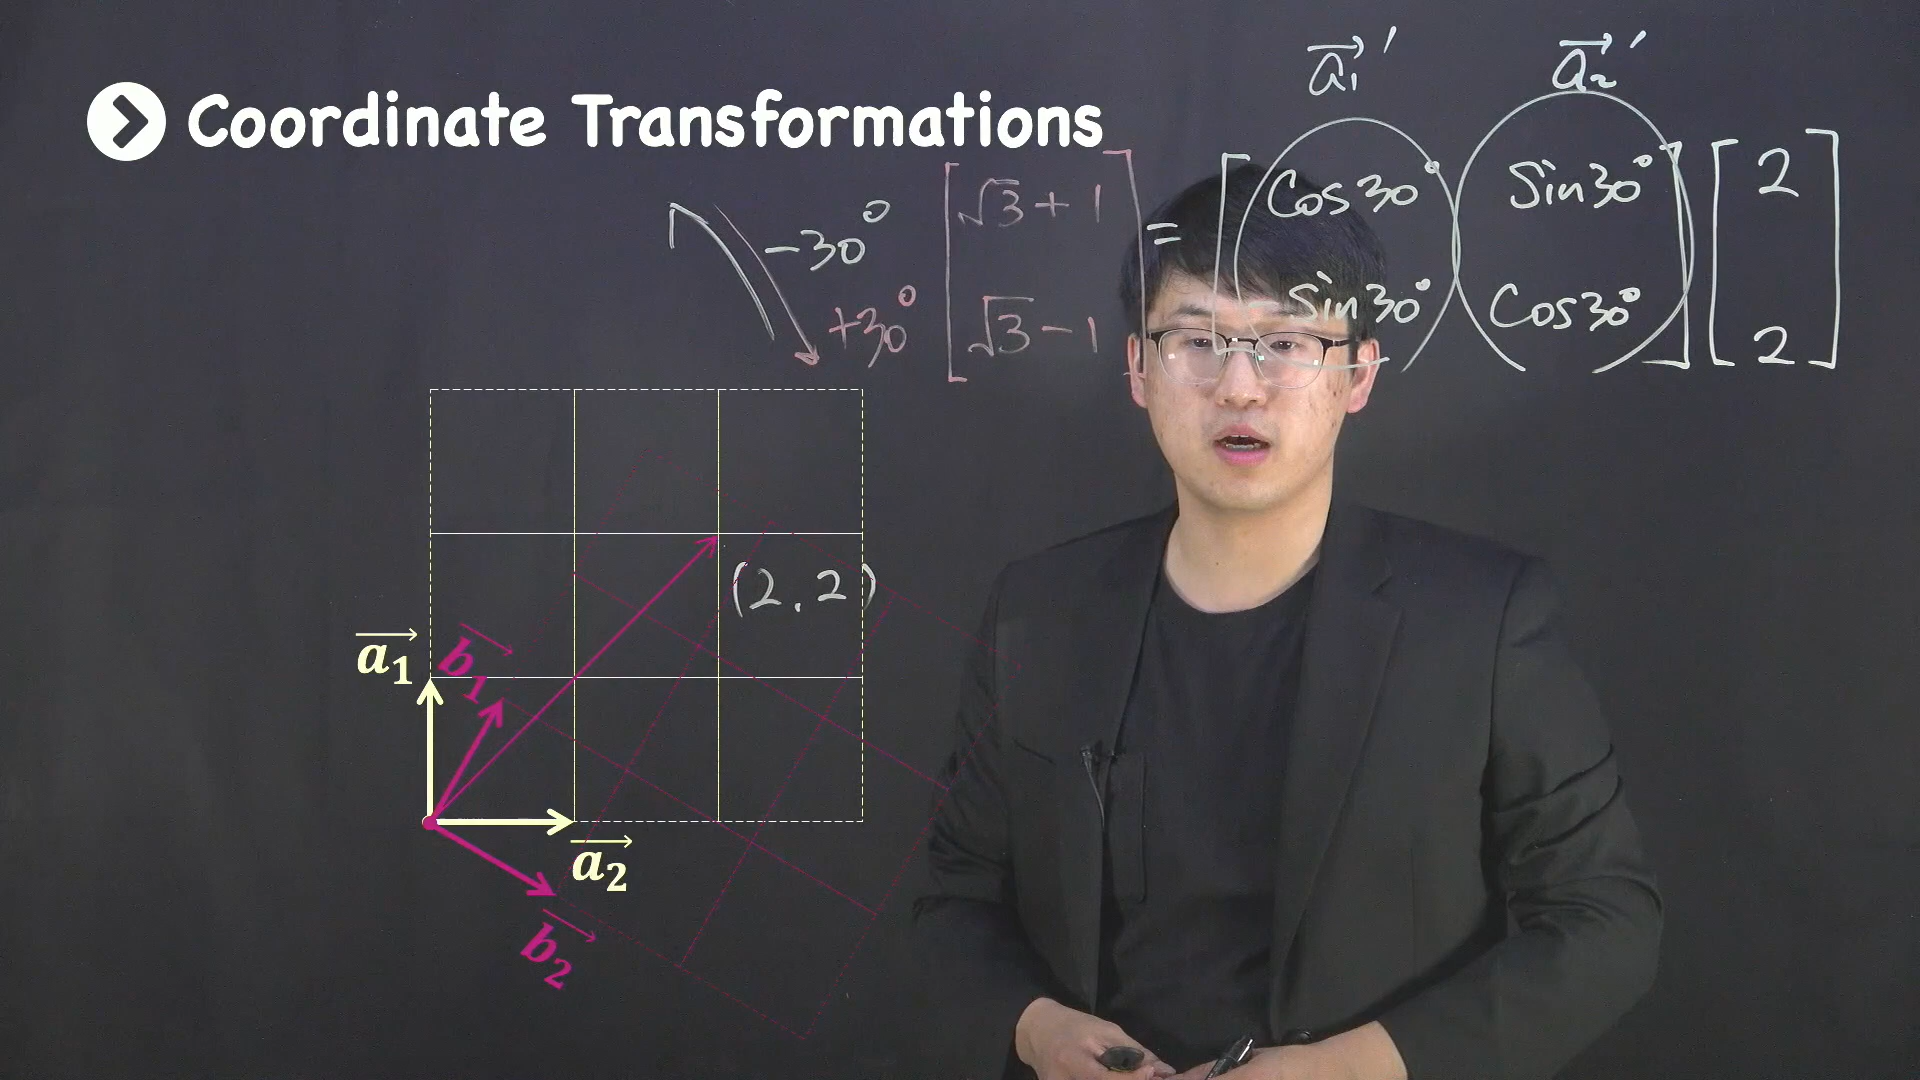 Coordinate Transformations
a₁' a₂'
-30° +30°
[√3+1 √3-1] = [Cos30° Sin30° Sin30° Cos30°] [2 2]
(2, 2)
a₁
b₁
a₂
b₂